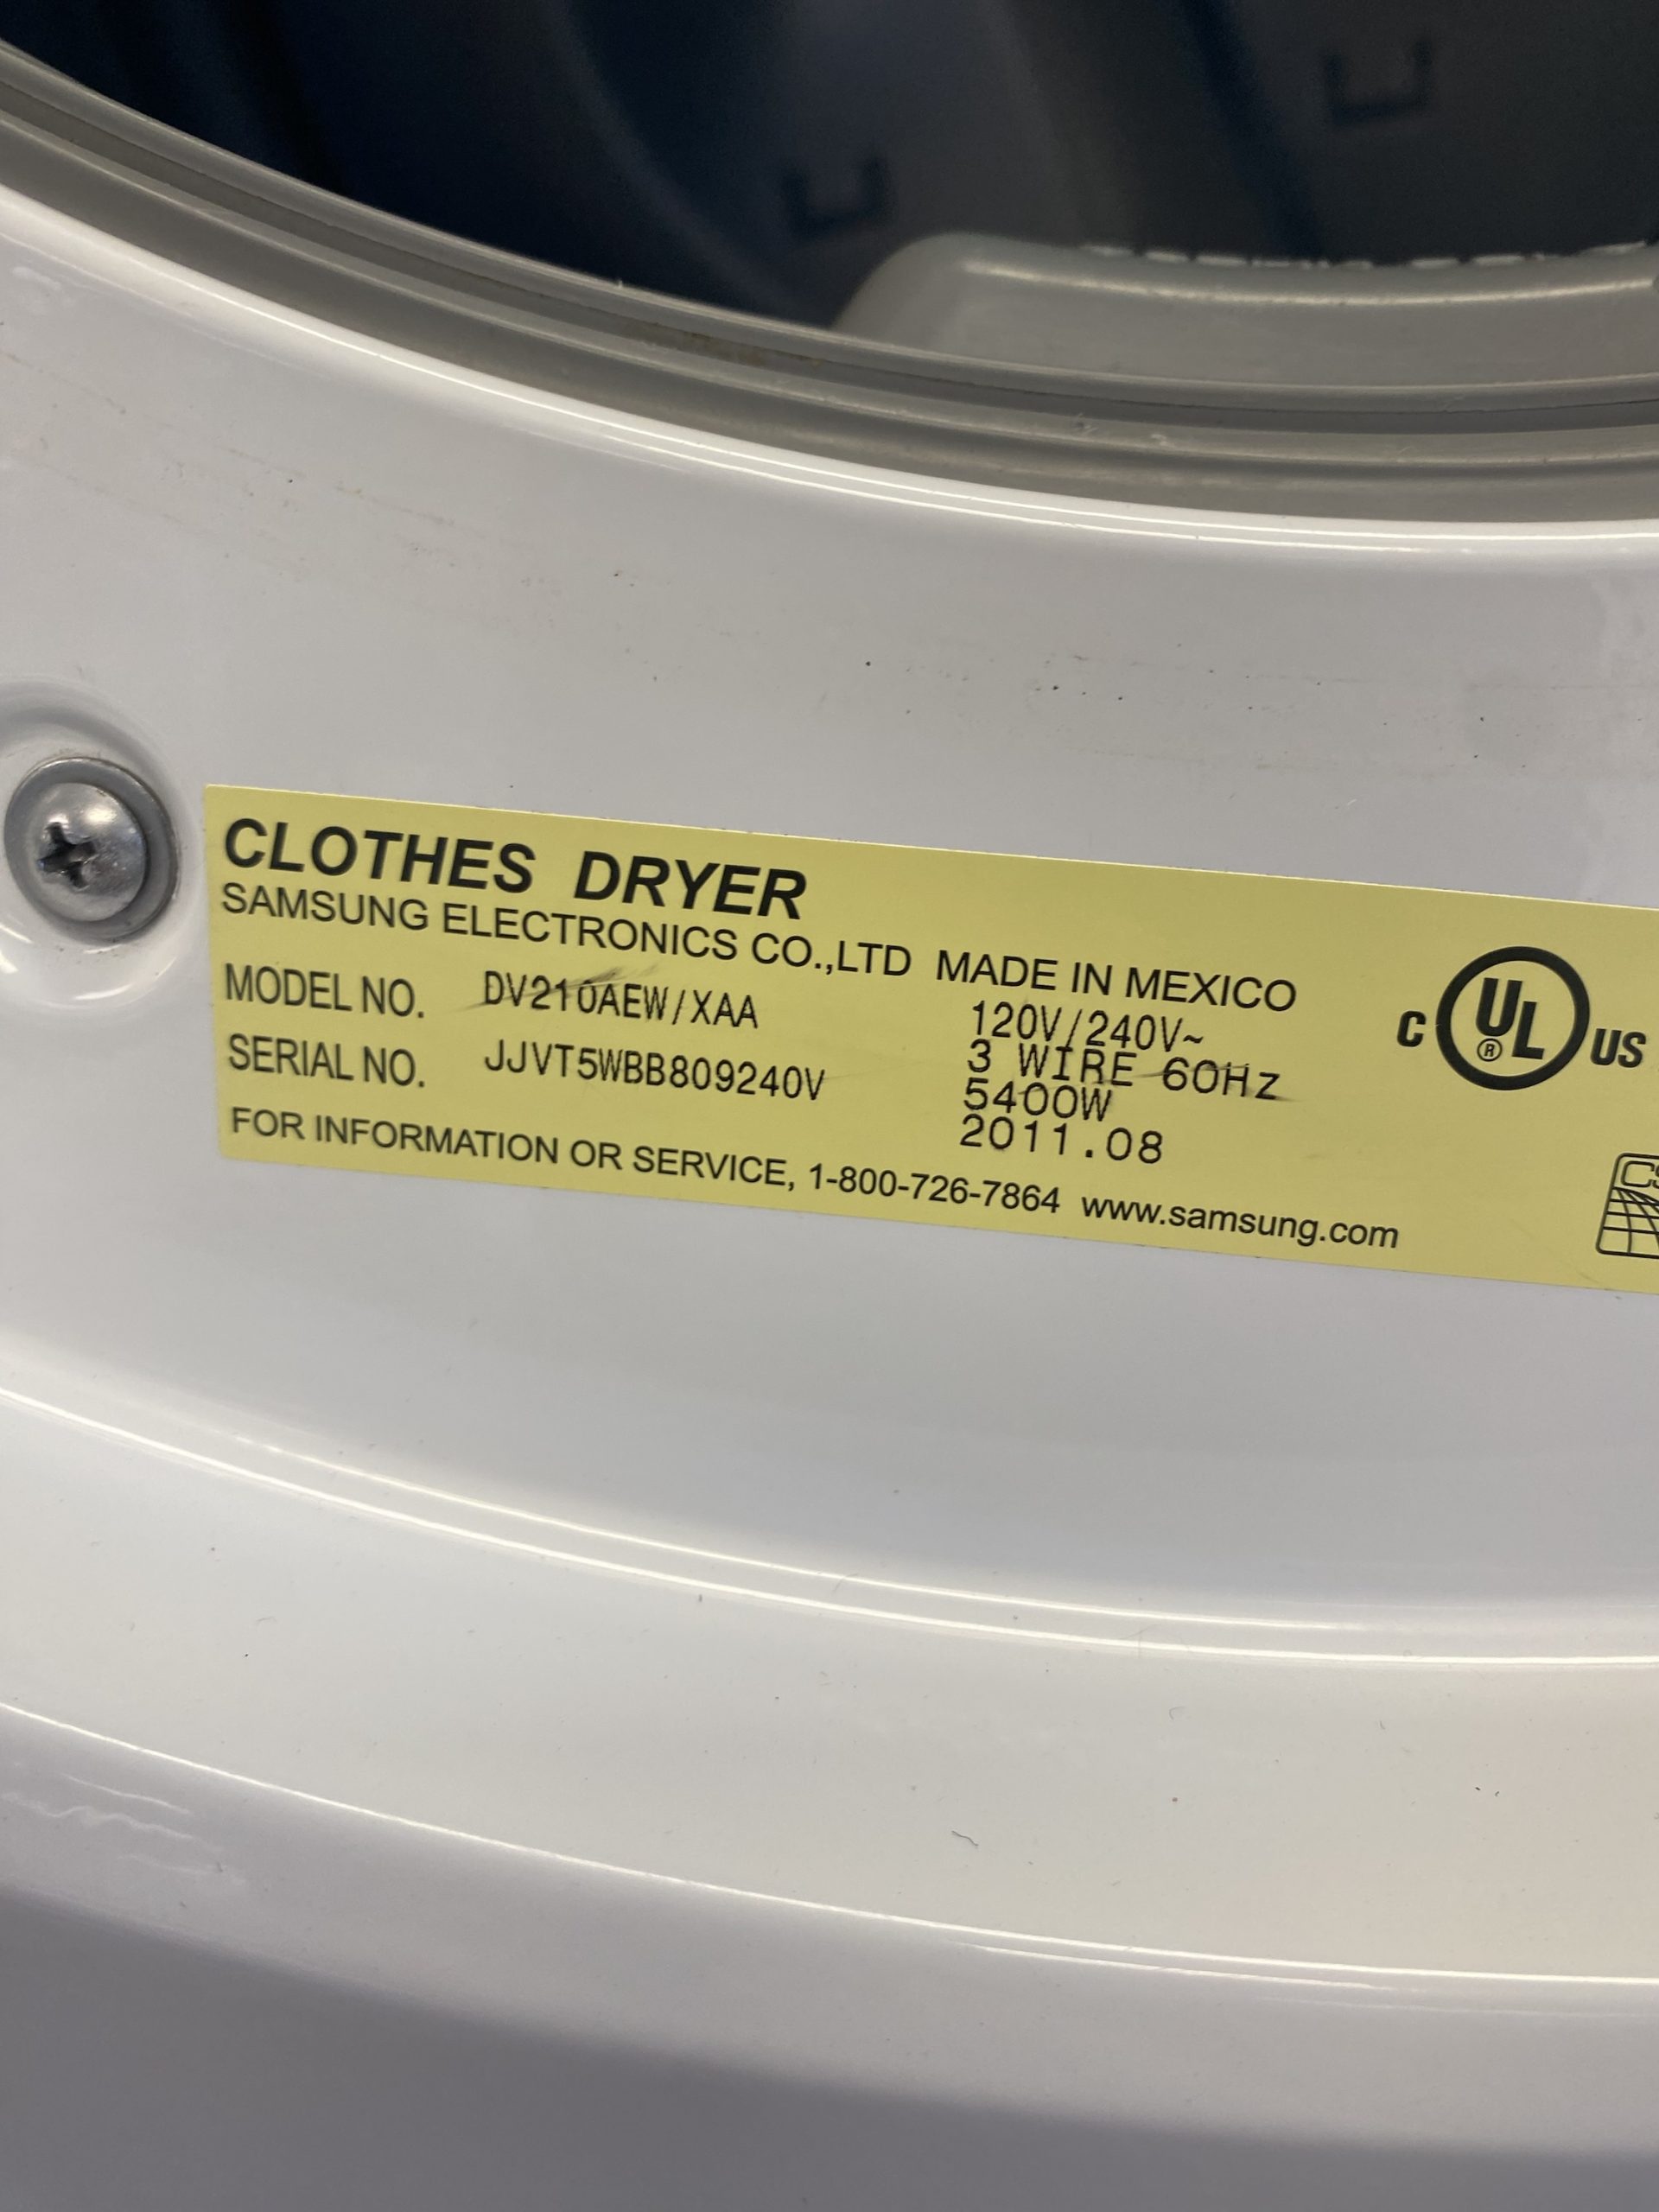 CLOTHES DRYER
SAMSUNG ELECTRONICS CO.,LTD MADE IN MEXICO
MODEL NO. DV210AEW/XAA
SERIAL NO. JJVT5WBB809240V
120V/240V~
3 WIRE 60Hz
5400W
2011.08
FOR INFORMATION OR SERVICE, 1-800-726-7864 www.samsung.com
C UL® US